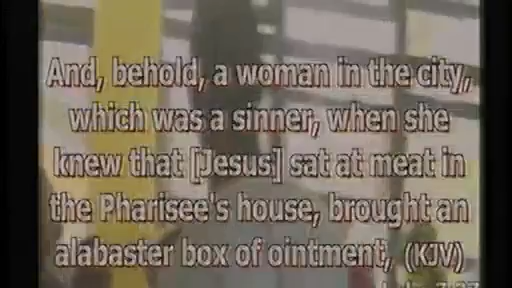 And, behold, a woman in the city,
which was a sinner, when she
knew that [Jesus] sat at meat in
the Pharisee's house, brought an
alabaster box of ointment, (KJV)